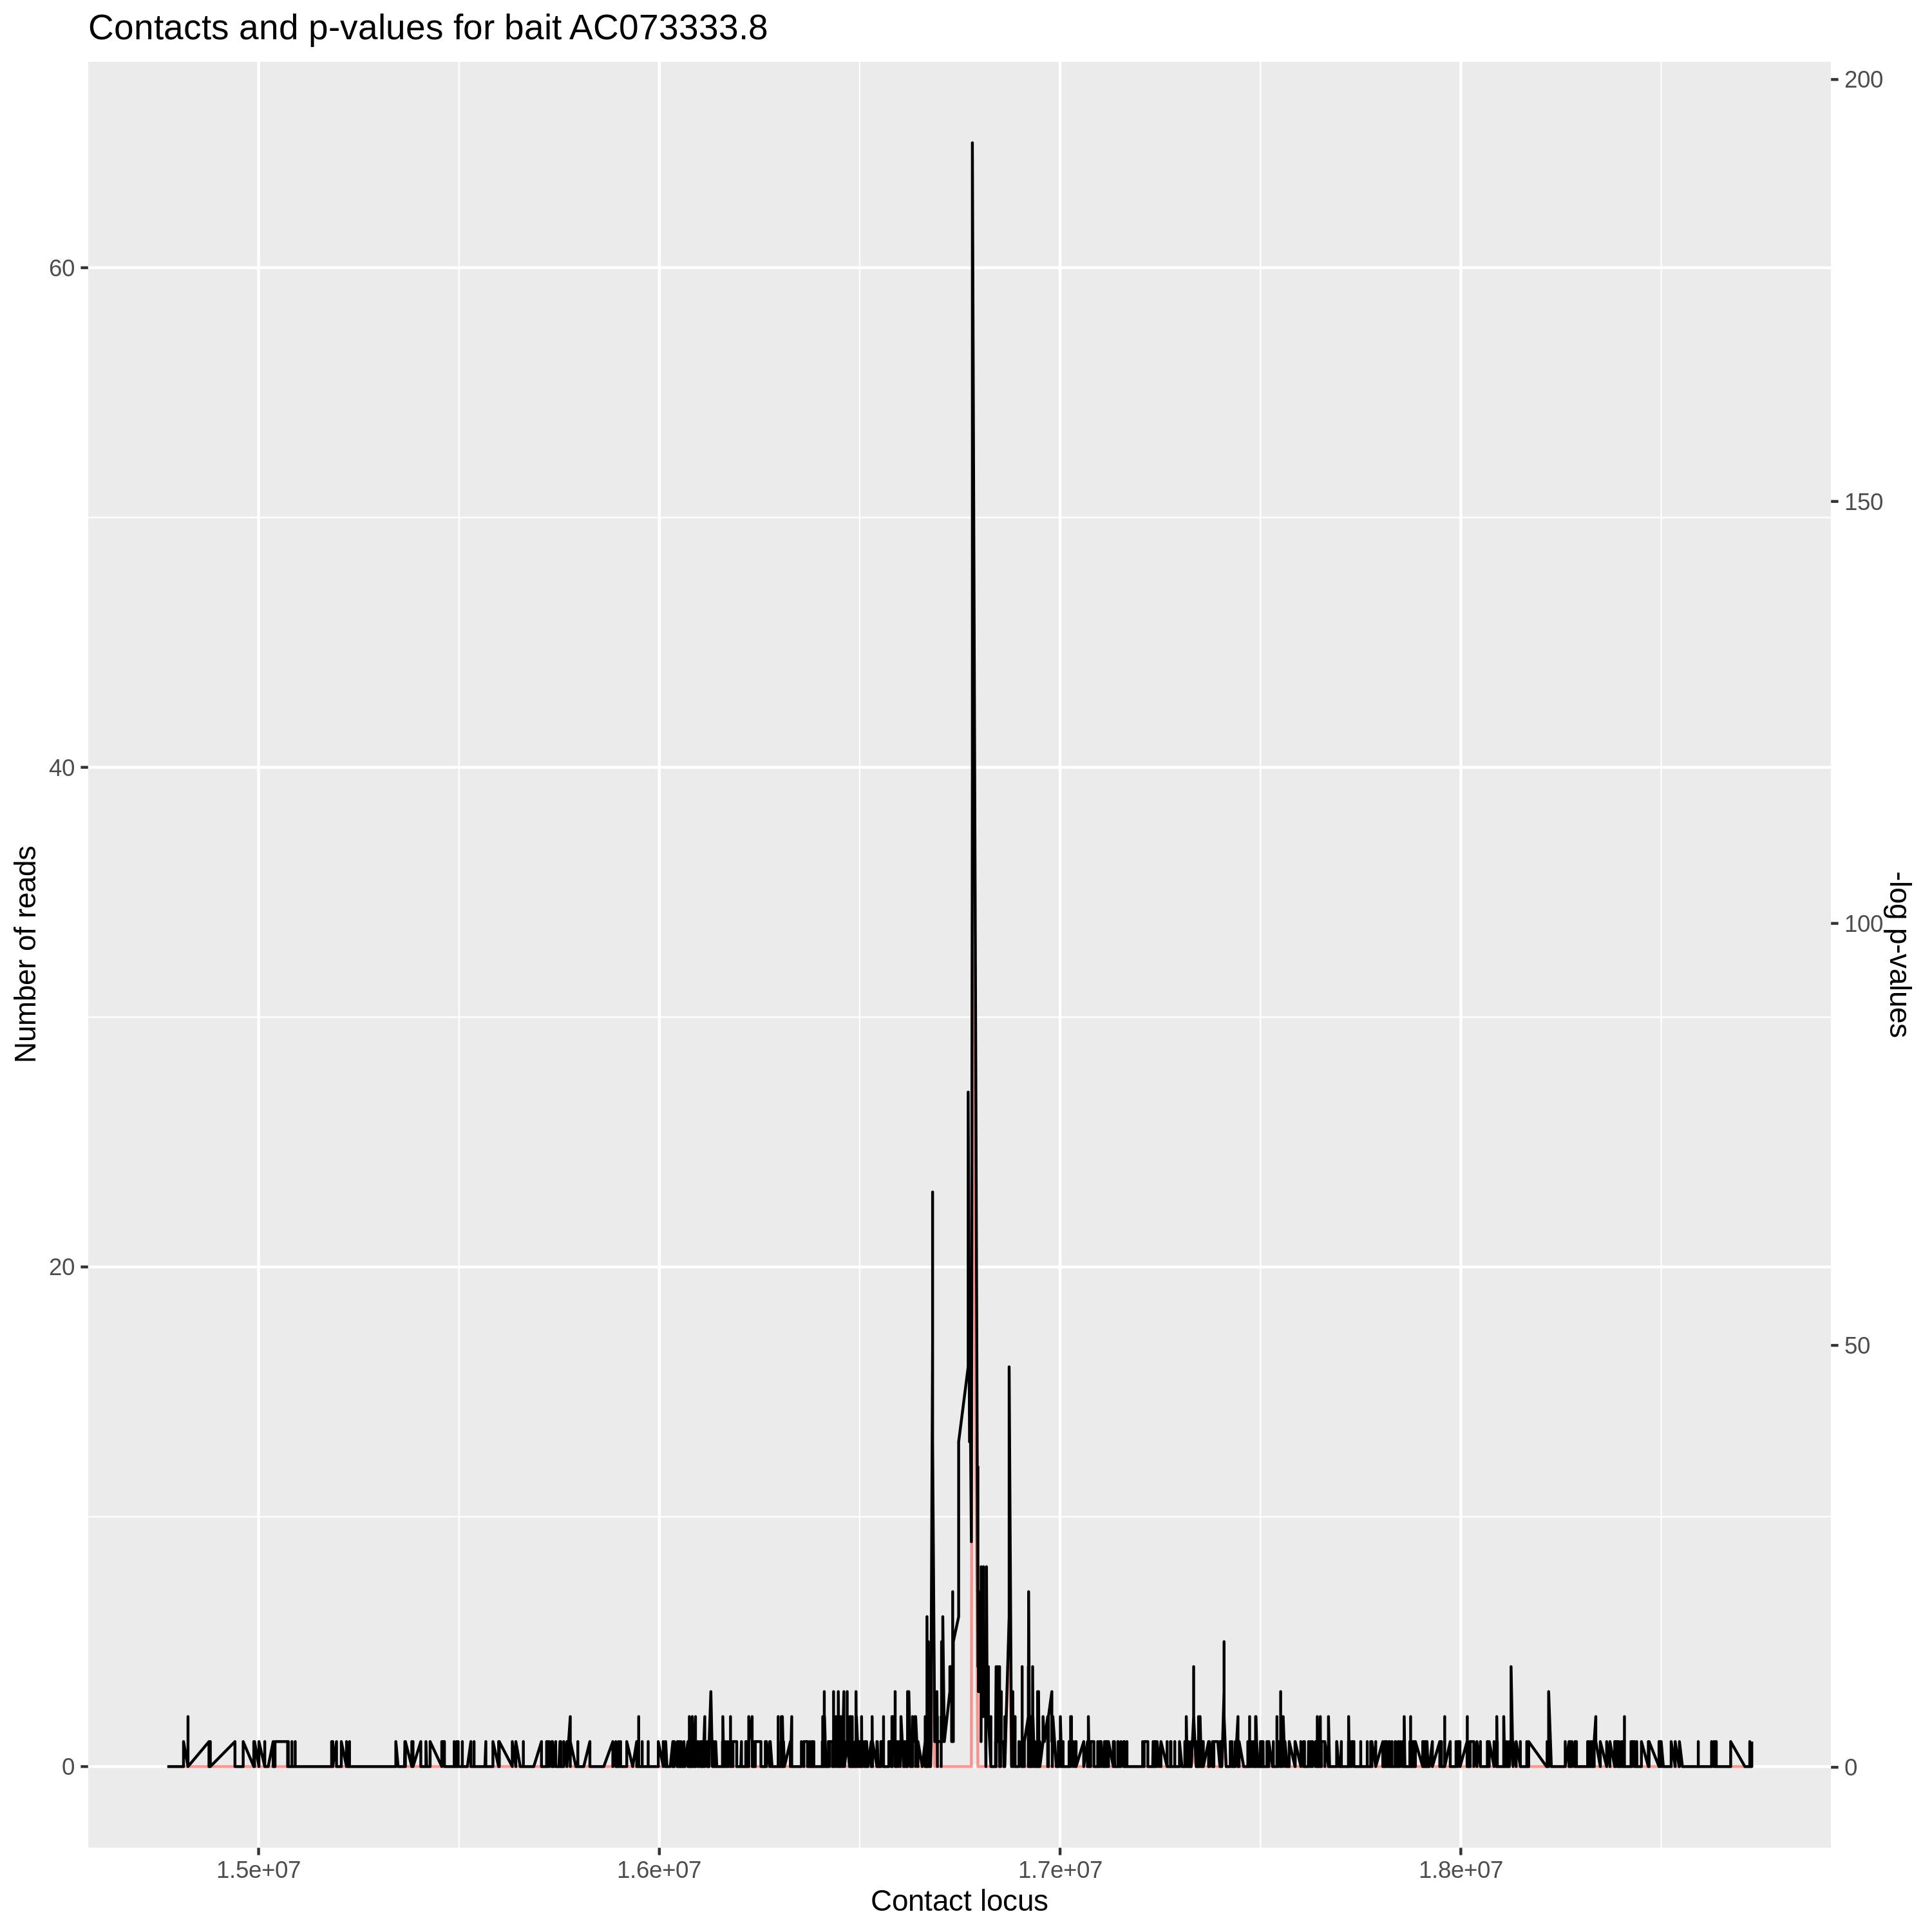 Contacts and p-values for bait AC073333.8
Number of reads
60
40
20
0
200
150
100
50
0
-log p-values
1.5e+07
1.6e+07
1.7e+07
1.8e+07
Contact locus